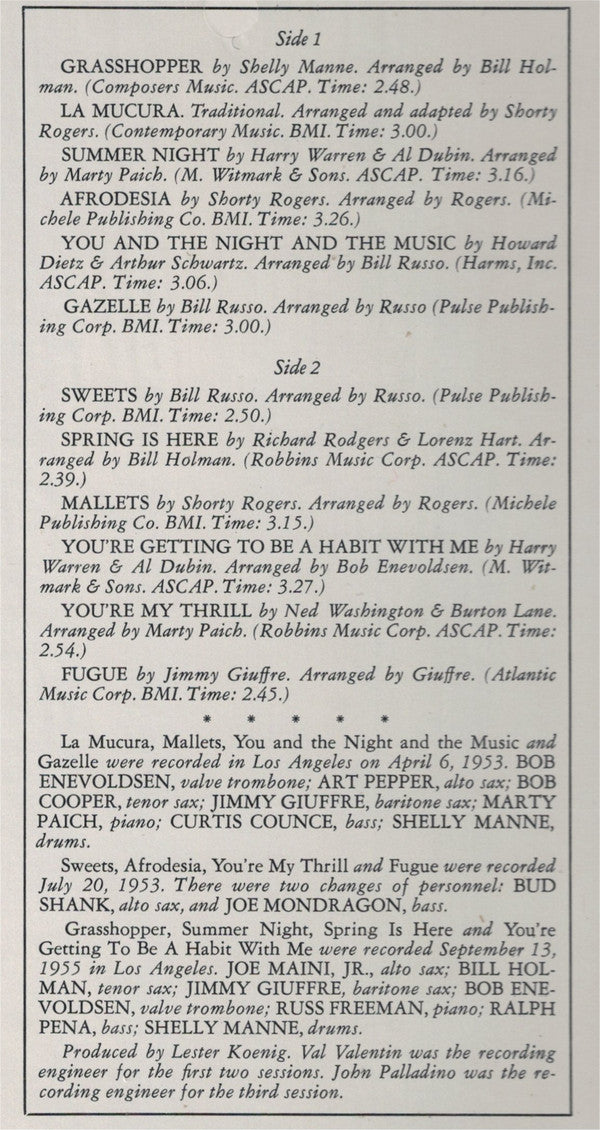 Side 1
GRASSHOPPER by Shelly Manne. Arranged by Bill Hol-
man. (Composers Music. ASCAP. Time: 2.48.)
LA MUCURA. Traditional. Arranged and adapted by Shorty
Rogers. (Contemporary Music. BMI. Time: 3.00.)
SUMMER NIGHT by Harry Warren & Al Dubin. Arranged
by Marty Paich. (M. Witmark & Sons. ASCAP. Time: 3.16.)
AFRODESIA by Shorty Rogers. Arranged by Rogers. (Mi-
chele Publishing Co. BMI. Time: 3.26.)
YOU AND THE NIGHT AND THE MUSIC by Howard
Dietz & Arthur Schwartz. Arranged by Bill Russo. (Harms, Inc.
ASCAP. Time: 3.06.)
GAZELLE by Bill Russo. Arranged by Russo (Pulse Publish-
ing Corp. BMI. Time: 3.00.)
Side 2
SWEETS by Bill Russo. Arranged by Russo. (Pulse Publish-
ing Corp. BMI. Time: 2.50.)
SPRING IS HERE by Richard Rodgers & Lorenz Hart. Ar-
ranged by Bill Holman. (Robbins Music Corp. ASCAP. Time:
2.39.)
MALLETS by Shorty Rogers. Arranged by Rogers. (Michele
Publishing Co. BMI. Time: 3.15.)
YOU'RE GETTING TO BE A HABIT WITH ME by Harry
Warren & Al Dubin. Arranged by Bob Enevoldsen. (M. Wit-
mark & Sons. ASCAP. Time: 3.27.)
YOU'RE MY THRILL by Ned Washington & Burton Lane.
Arranged by Marty Paich. (Robbins Music Corp. ASCAP. Time:
2.54.)
FUGUE by Jimmy Giuffre. Arranged by Giuffre. (Atlantic
Music Corp. BMI. Time: 2.45.)
* * * * *
La Mucura, Mallets, You and the Night and the Music and
Gazelle were recorded in Los Angeles on April 6, 1953. BOB
ENEVOLDSEN, valve trombone; ART PEPPER, alto sax; BOB
COOPER, tenor sax; JIMMY GIUFFRE, baritone sax; MARTY
PAICH, piano; CURTIS COUNCE, bass; SHELLY MANNE,
drums.
Sweets, Afrodesia, You're My Thrill and Fugue were recorded
July 20, 1953. There were two changes of personnel: BUD
SHANK, alto sax, and JOE MONDRAGON, bass.
Grasshopper, Summer Night, Spring Is Here and You're
Getting To Be A Habit With Me were recorded September 13,
1955 in Los Angeles. JOE MAINI, JR., alto sax; BILL HOL-
MAN, tenor sax; JIMMY GIUFFRE, baritone sax; BOB ENE-
VOLDSEN, valve trombone; RUSS FREEMAN, piano; RALPH
PENA, bass; SHELLY MANNE, drums.
Produced by Lester Koenig. Val Valentin was the recording
engineer for the first two sessions. John Palladino was the re-
cording engineer for the third session.